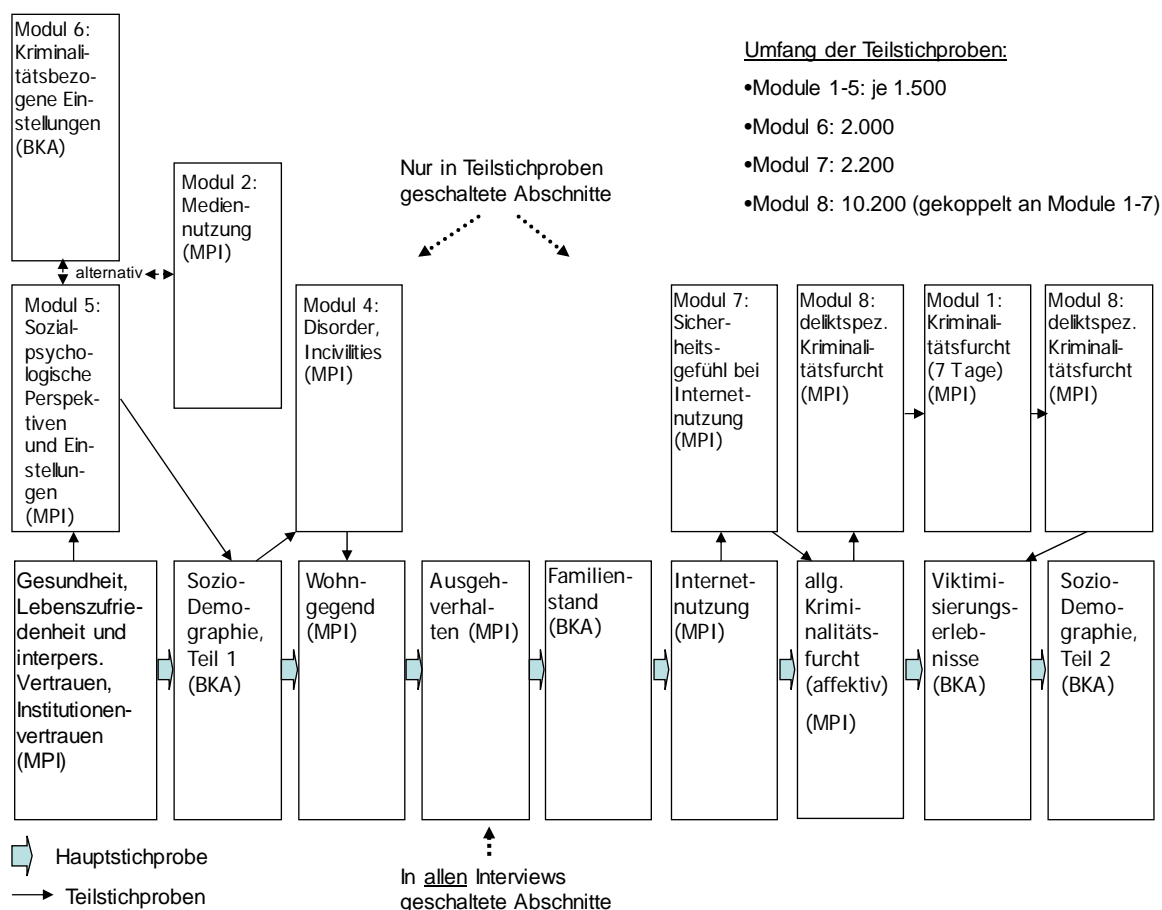 Modul 6:
Kriminali-
tätsbezo-
gene Ein-
stellungen
(BKA)
Modul 2:
Medien-
nutzung
(MPI)
alternativ
Nur in Teilstichproben
geschaltete Abschnitte
Umfang der Teilstichproben:
•Module 1-5: je 1.500
•Modul 6: 2.000
•Modul 7: 2.200
•Modul 8: 10.200 (gekoppelt an Module 1-7)
Modul 5:
Sozial-
psycho-
logische
Perspek-
tiven
und Ein-
stellun-
gen
(MPI)
Modul 4:
Disorder,
Incivilities
(MPI)
Modul 7:
Sicher-
heits-
gefühl bei
Internet-
nutzung
(MPI)
Modul 8:
deliktspez.
Kriminali-
tätsfurcht
(MPI)
Modul 1:
Kriminali-
tätsfurcht
(7 Tage)
(MPI)
Modul 8:
deliktspez.
Kriminali-
tätsfurcht
(MPI)
Gesundheit,
Lebenszufrie-
denheit und
interpers.
Vertrauen,
Institutionen-
vertrauen
(MPI)
Sozio-
Demo-
graphie,
Teil 1
(BKA)
Wohn-
gegend
(MPI)
Ausgeh-
verhal-
ten (MPI)
Familien-
stand
(BKA)
Internet-
nutzung
(MPI)
allg.
Krimi-
nalitäts-
furcht
(affektiv)
(MPI)
Viktimi-
sierungs-
erleb-
nisse
(BKA)
Sozio-
Demo-
graphie,
Teil 2
(BKA)
Hauptstichprobe
Teilstichproben
In allen Interviews
geschaltete Abschnitte